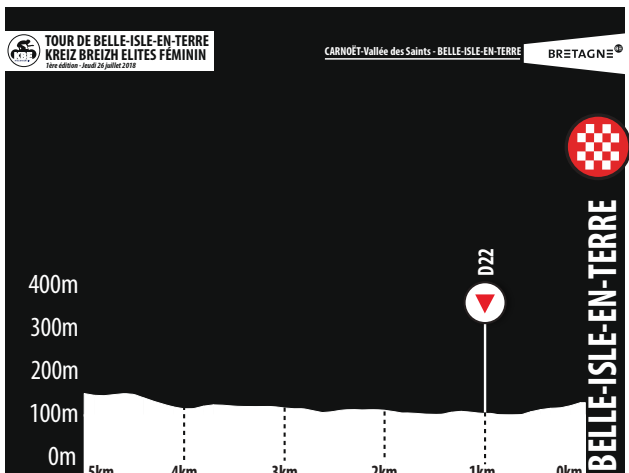 TOUR DE BELLE-ISLE-EN-TERRE
KREIZ BREIZH ELITES FÉMININ
1ère édition - Jeudi 26 juillet 2018
KBE
CARNOËT-Vallée des Saints - BELLE-ISLE-EN-TERRE
BRETAGNE
BELLE-ISLE-EN-TERRE
D22
400m
300m
200m
100m
0m
5km
4km
3km
2km
1km
0km